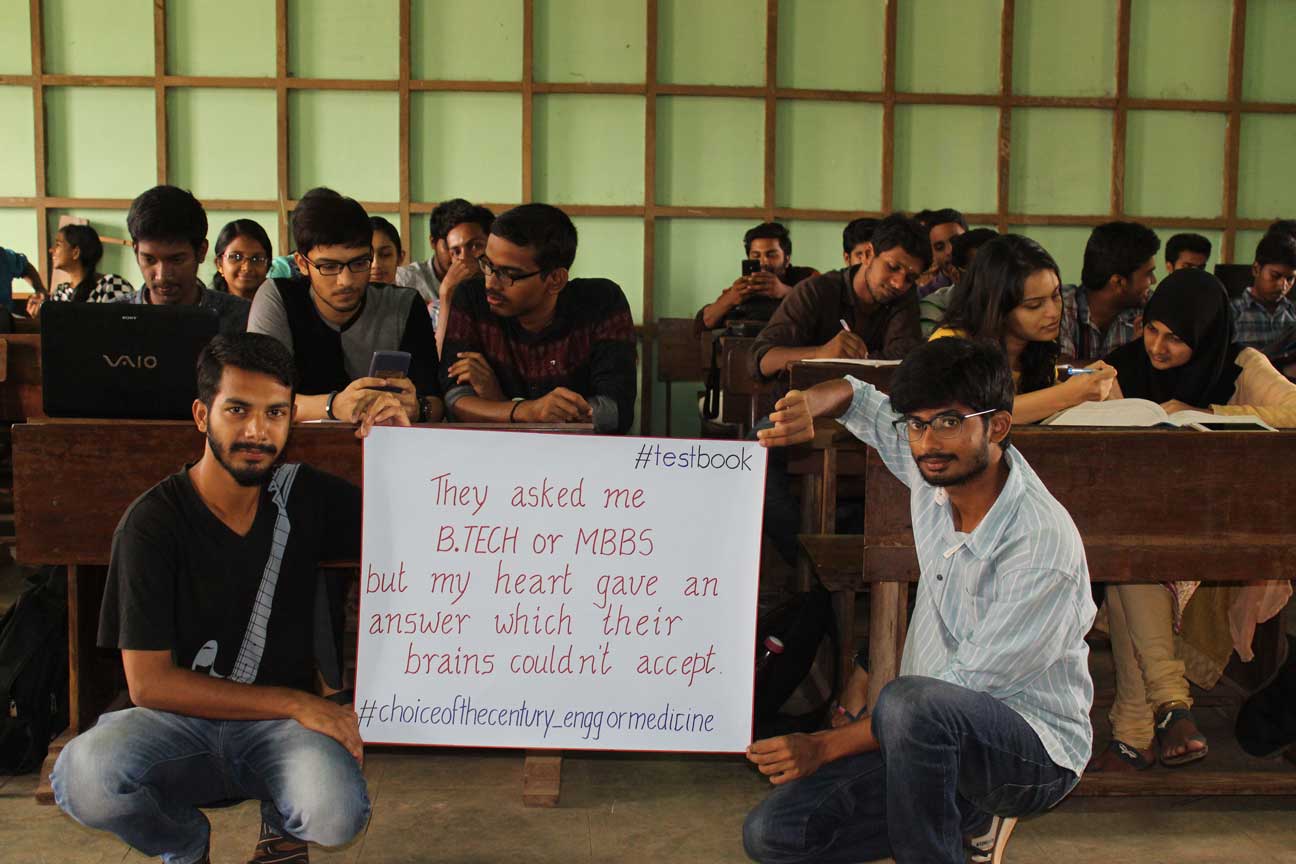 SONY
VAIO
#testbook
They asked me
B.TECH or MBBS
but my heart gave an
answer which their
brains couldn't accept.
#choiceofthecentury_enggormedicine